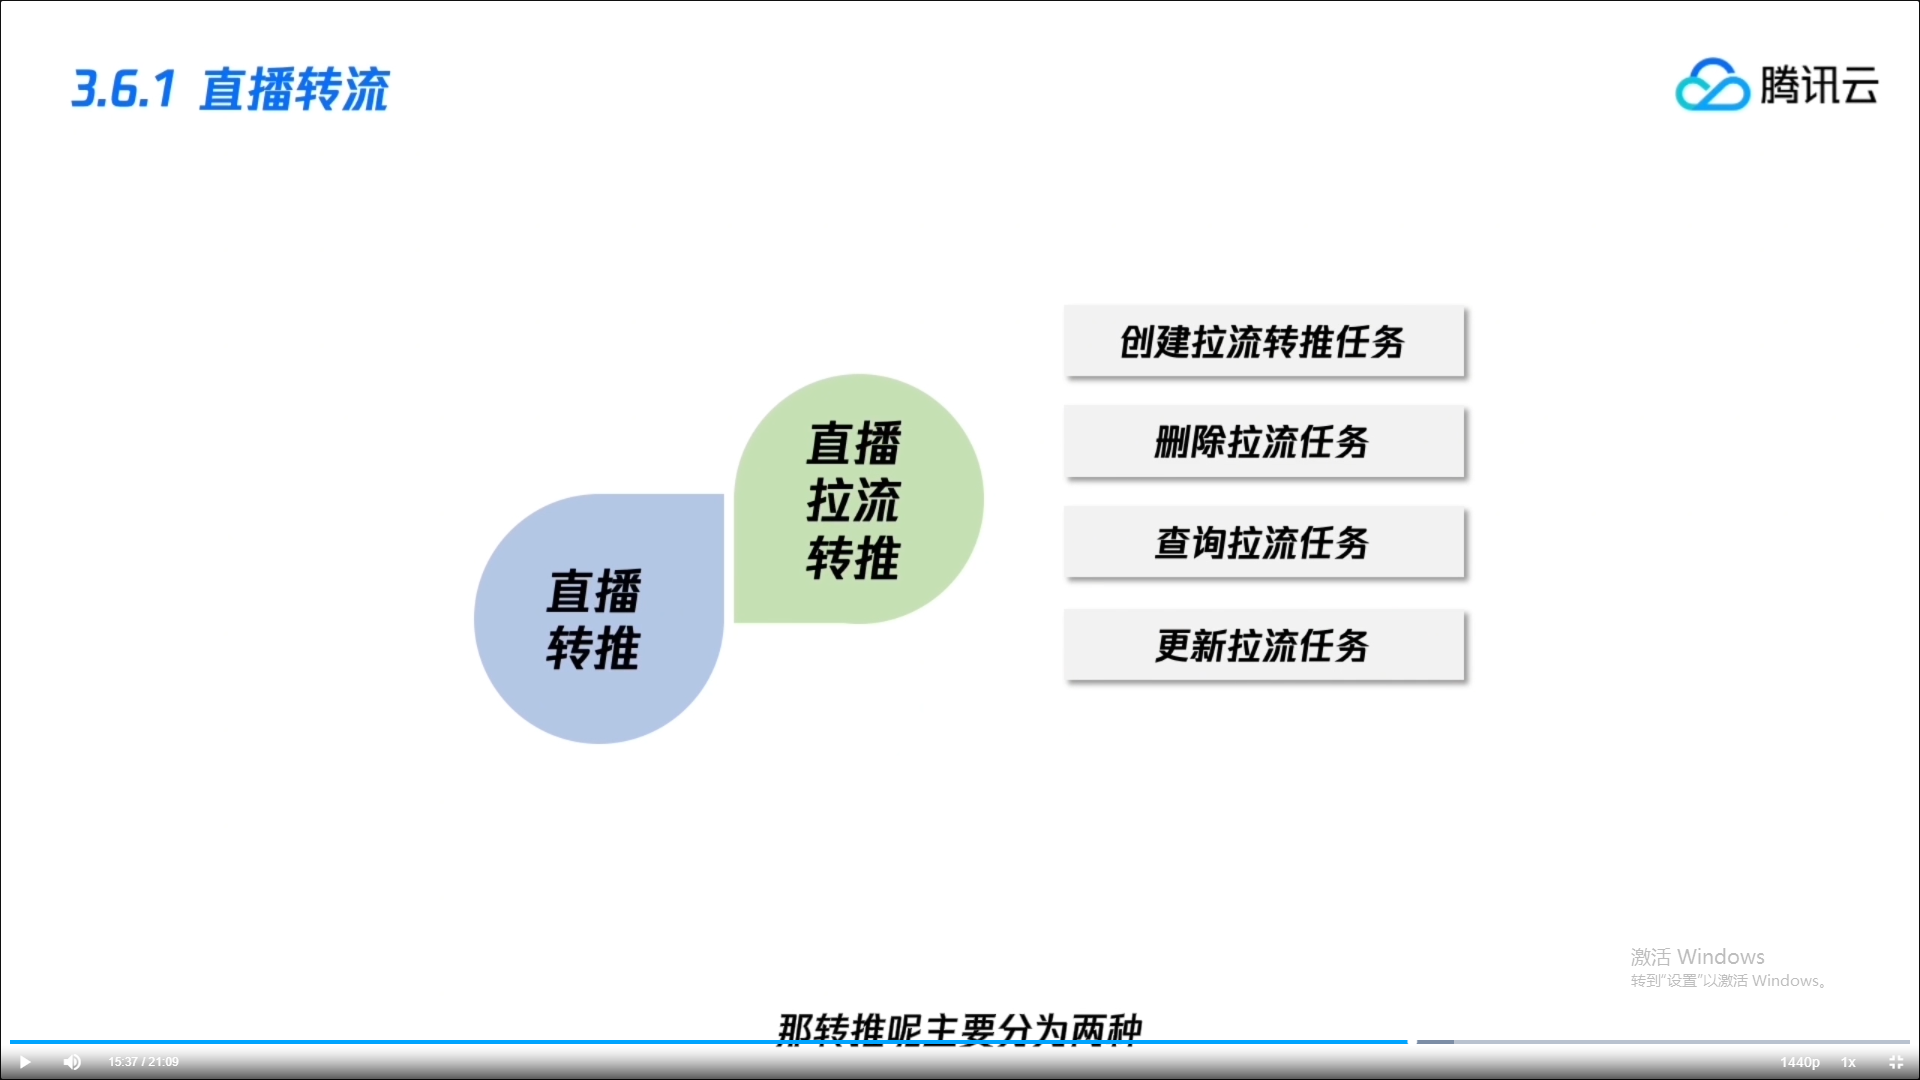 3.6.1 直播转流
腾讯云
直播
转推
直播
拉流
转推
创建拉流转推任务
删除拉流任务
查询拉流任务
更新拉流任务
激活 Windows
转到“设置”以激活 Windows。
那转推呢主要分为两种
15:37 / 21:09
1440p
1x